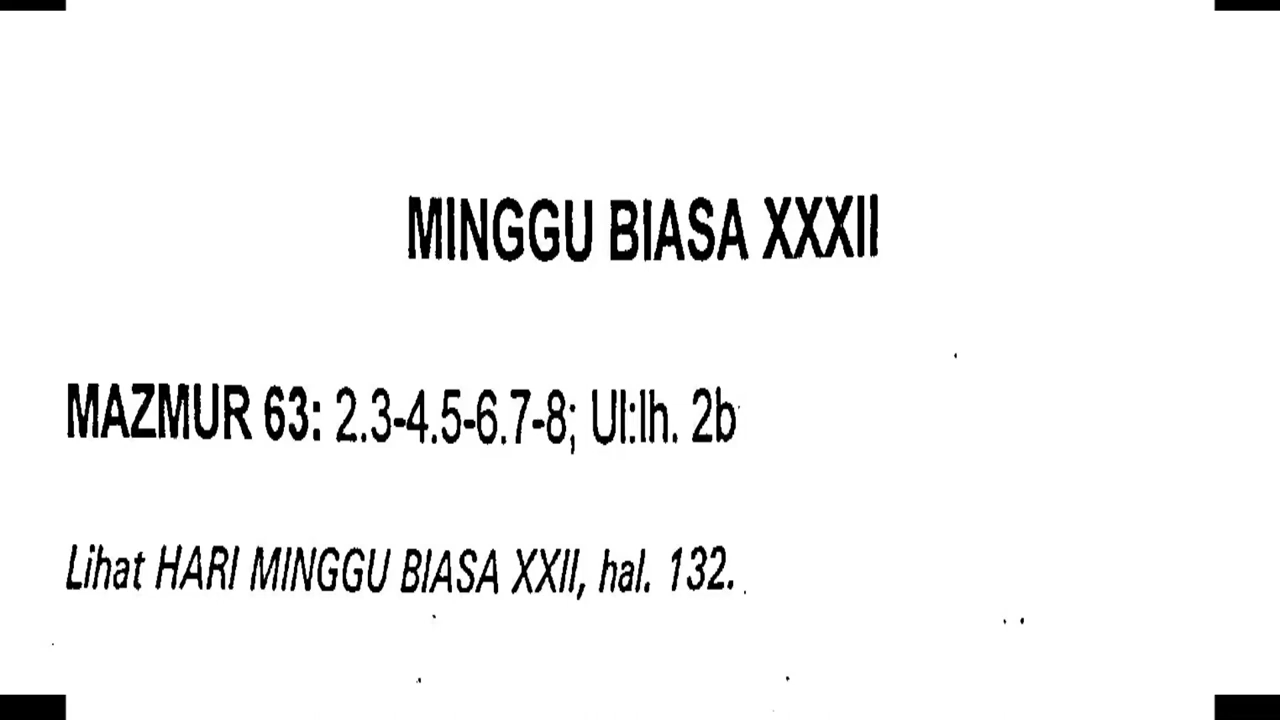 MINGGU BIASA XXXII
MAZMUR 63: 2.3-4.5-6.7-8; Ul:lh. 2b
Lihat HARI MINGGU BIASA XXII, hal. 132.